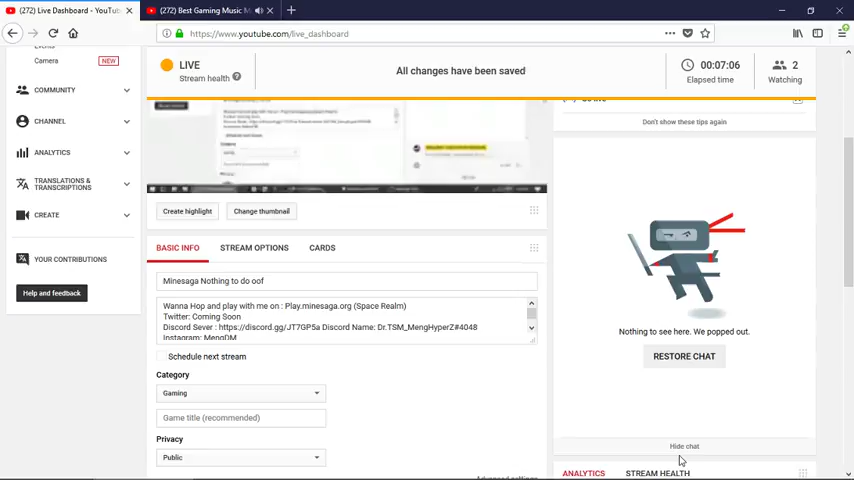 (272) Live Dashboard - YouTub
(272) Best Gaming Music M
https://www.youtube.com/live_dashboard
Camera
NEW
COMMUNITY
CHANNEL
ANALYTICS
TRANSLATIONS &
TRANSCRIPTIONS
CREATE
YOUR CONTRIBUTIONS
Help and feedback
LIVE
Stream health
All changes have been saved
00:07:06
Elapsed time
2
Watching
Don't show these tips again
Create highlight
Change thumbnail
BASIC INFO
STREAM OPTIONS
CARDS
Minesaga Nothing to do oof
Wanna Hop and play with me on : Play.minesaga.org (Space Realm)
Twitter: Coming Soon
Discord Sever : https://discord.gg/JT7GP5a Discord Name: Dr.TSM_MengHyperZ#4048
Instagram: MengDM
Schedule next stream
Category
Gaming
Game title (recommended)
Privacy
Public
Advanced settings
Nothing to see here. We popped out.
RESTORE CHAT
Hide chat
ANALYTICS
STREAM HEALTH